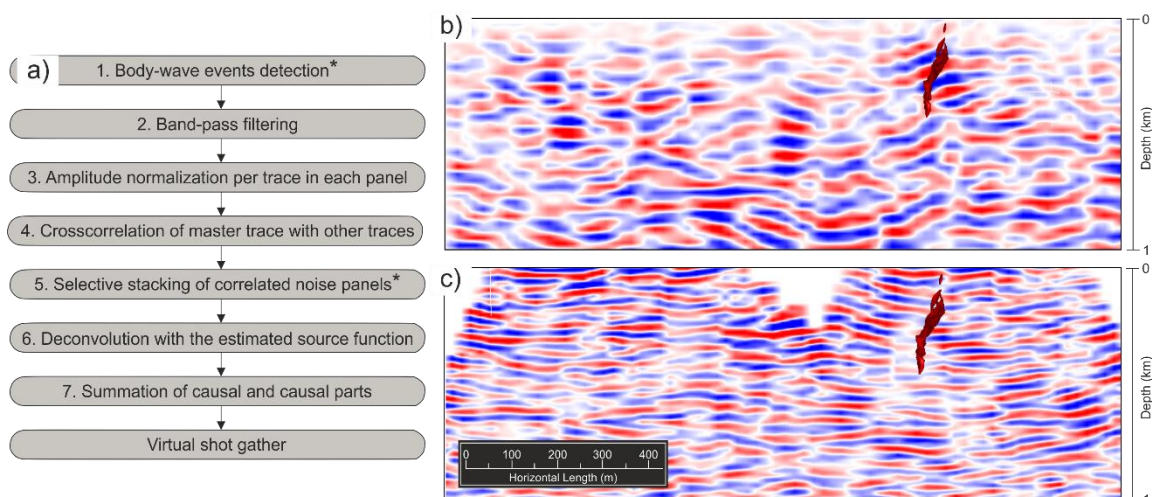 a)
1. Body-wave events detection*
2. Band-pass filtering
3. Amplitude normalization per trace in each panel
4. Crosscorrelation of master trace with other traces
5. Selective stacking of correlated noise panels*
6. Deconvolution with the estimated source function
7. Summation of causal and causal parts
Virtual shot gather
b)
0
Depth (km)
1
c)
0
Depth (km)
1
0 100 200 300 400
Horizontal Length (m)